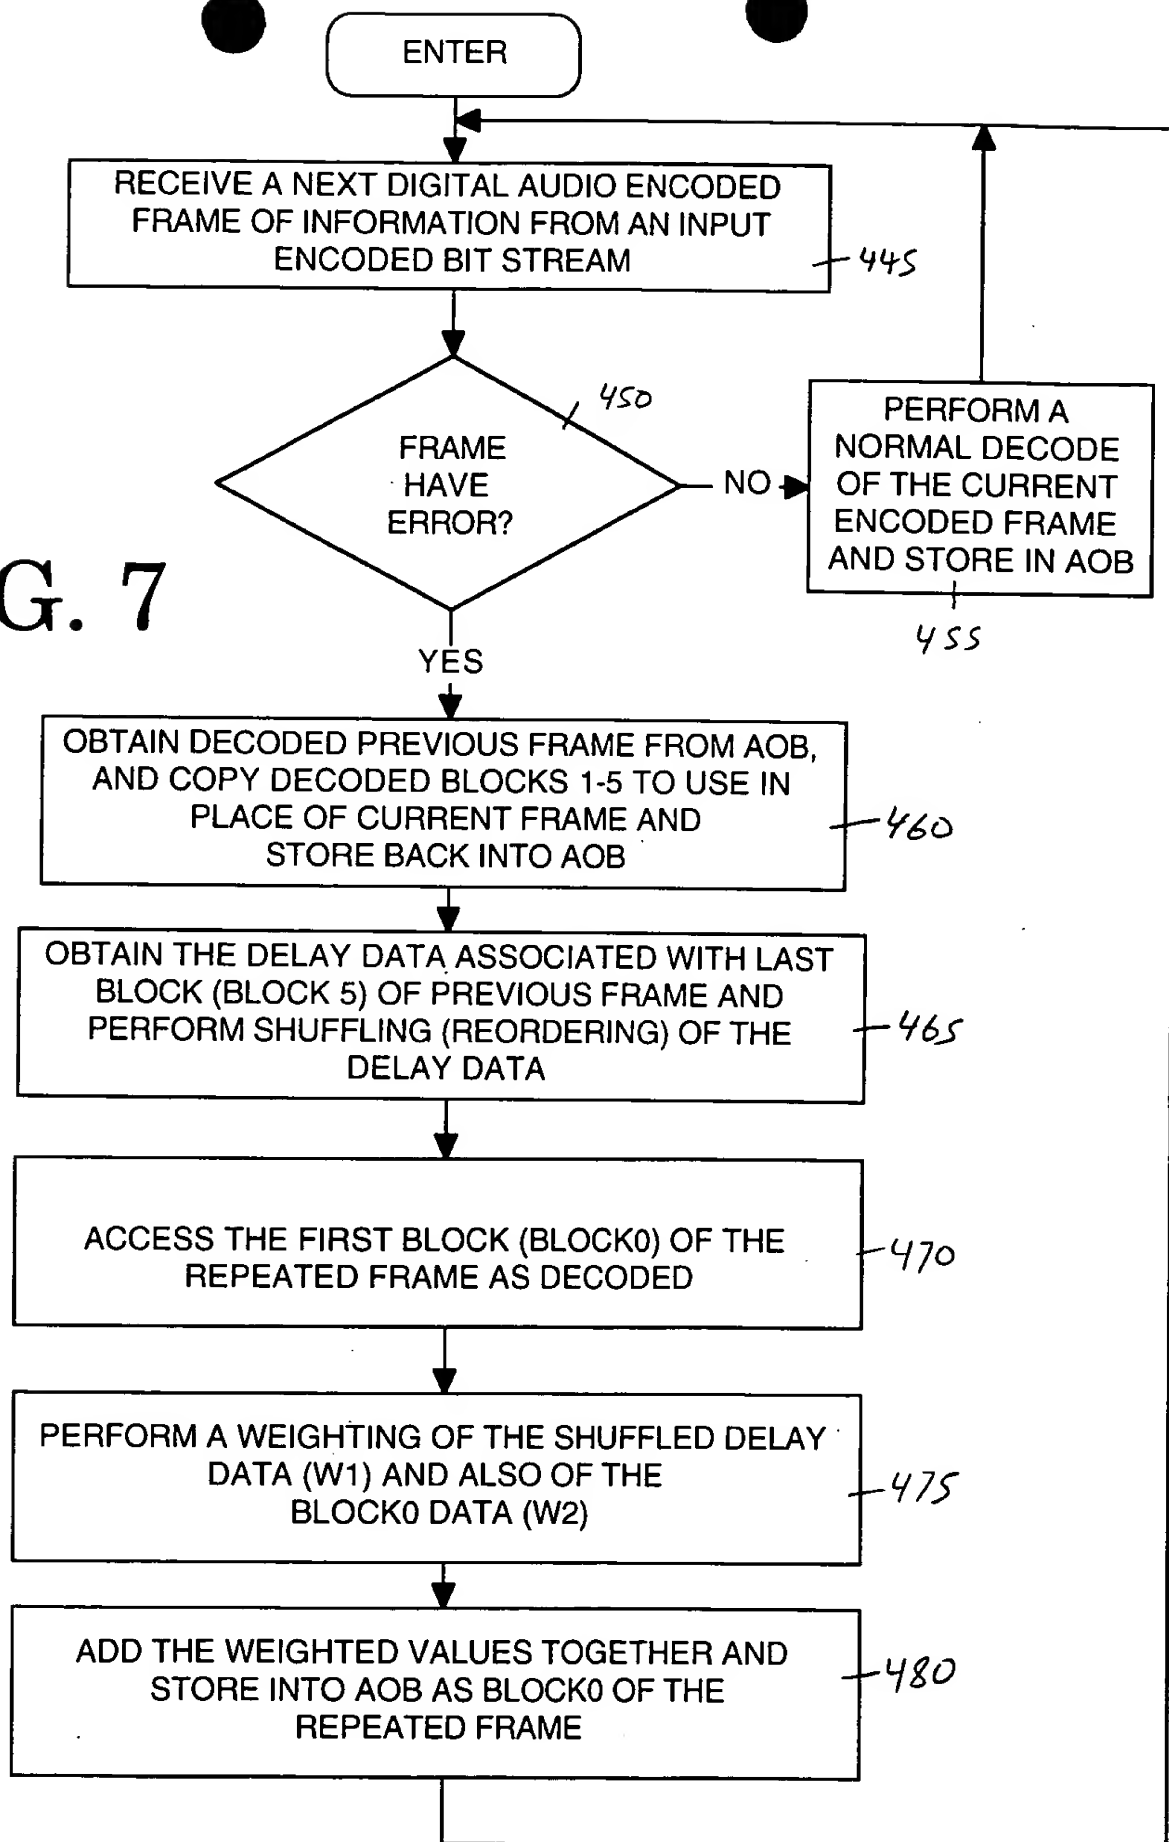 ENTER
RECEIVE A NEXT DIGITAL AUDIO ENCODED
FRAME OF INFORMATION FROM AN INPUT
ENCODED BIT STREAM
445
450
FRAME
HAVE
ERROR?
NO
PERFORM A
NORMAL DECODE
OF THE CURRENT
ENCODED FRAME
AND STORE IN AOB
455
G. 7
YES
OBTAIN DECODED PREVIOUS FRAME FROM AOB,
AND COPY DECODED BLOCKS 1-5 TO USE IN
PLACE OF CURRENT FRAME AND
STORE BACK INTO AOB
460
OBTAIN THE DELAY DATA ASSOCIATED WITH LAST
BLOCK (BLOCK 5) OF PREVIOUS FRAME AND
PERFORM SHUFFLING (REORDERING) OF THE
DELAY DATA
465
ACCESS THE FIRST BLOCK (BLOCK0) OF THE
REPEATED FRAME AS DECODED
470
PERFORM A WEIGHTING OF THE SHUFFLED DELAY
DATA (W1) AND ALSO OF THE
BLOCK0 DATA (W2)
475
ADD THE WEIGHTED VALUES TOGETHER AND
STORE INTO AOB AS BLOCK0 OF THE
REPEATED FRAME
480